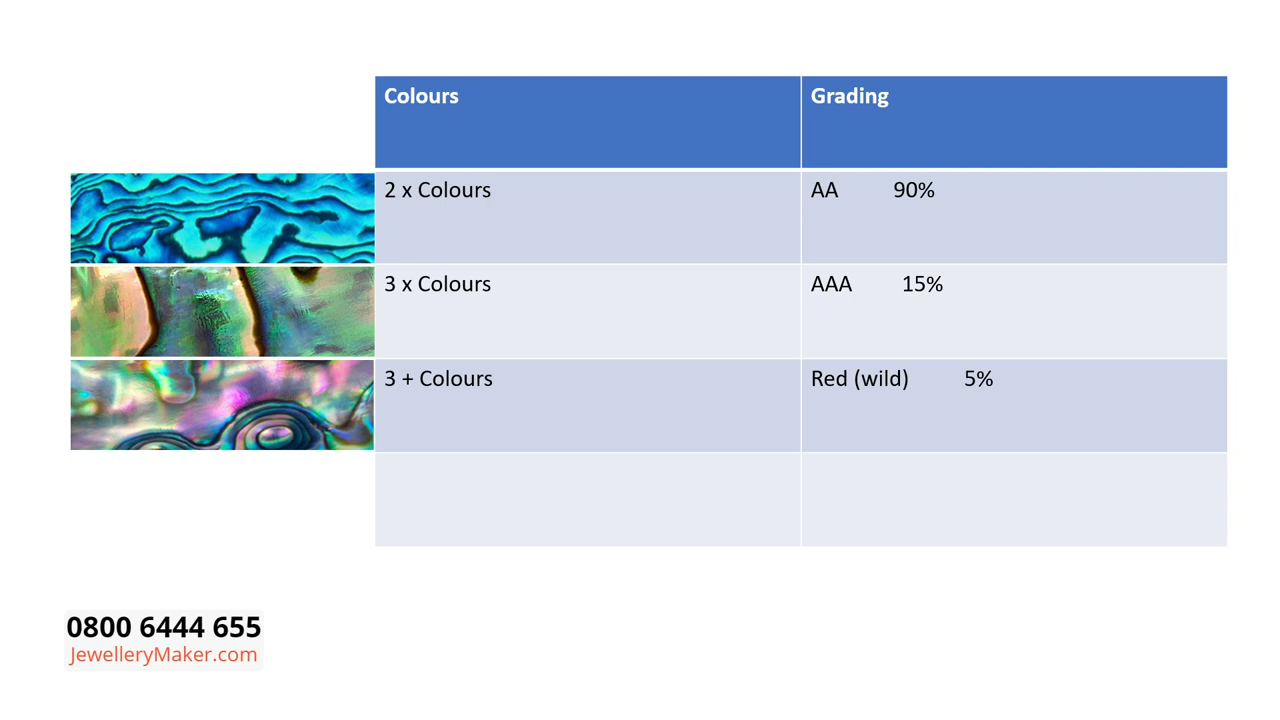 Colours Grading
2 x Colours AA 90%
3 x Colours AAA 15%
3 + Colours Red (wild) 5%
0800 6444 655
JewelleryMaker.com